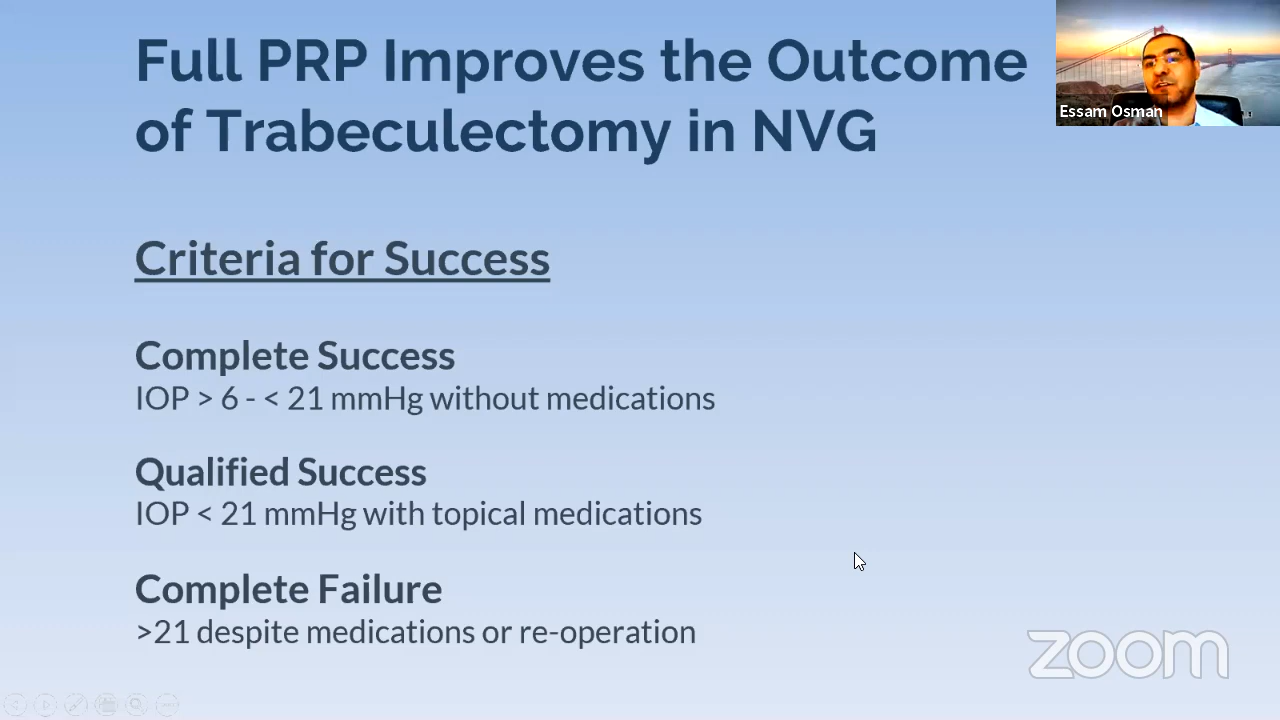 Full PRP Improves the Outcome
of Trabeculectomy in NVG
Essam Osman
Criteria for Success
Complete Success
IOP > 6 - < 21 mmHg without medications
Qualified Success
IOP < 21 mmHg with topical medications
Complete Failure
>21 despite medications or re-operation
zoom